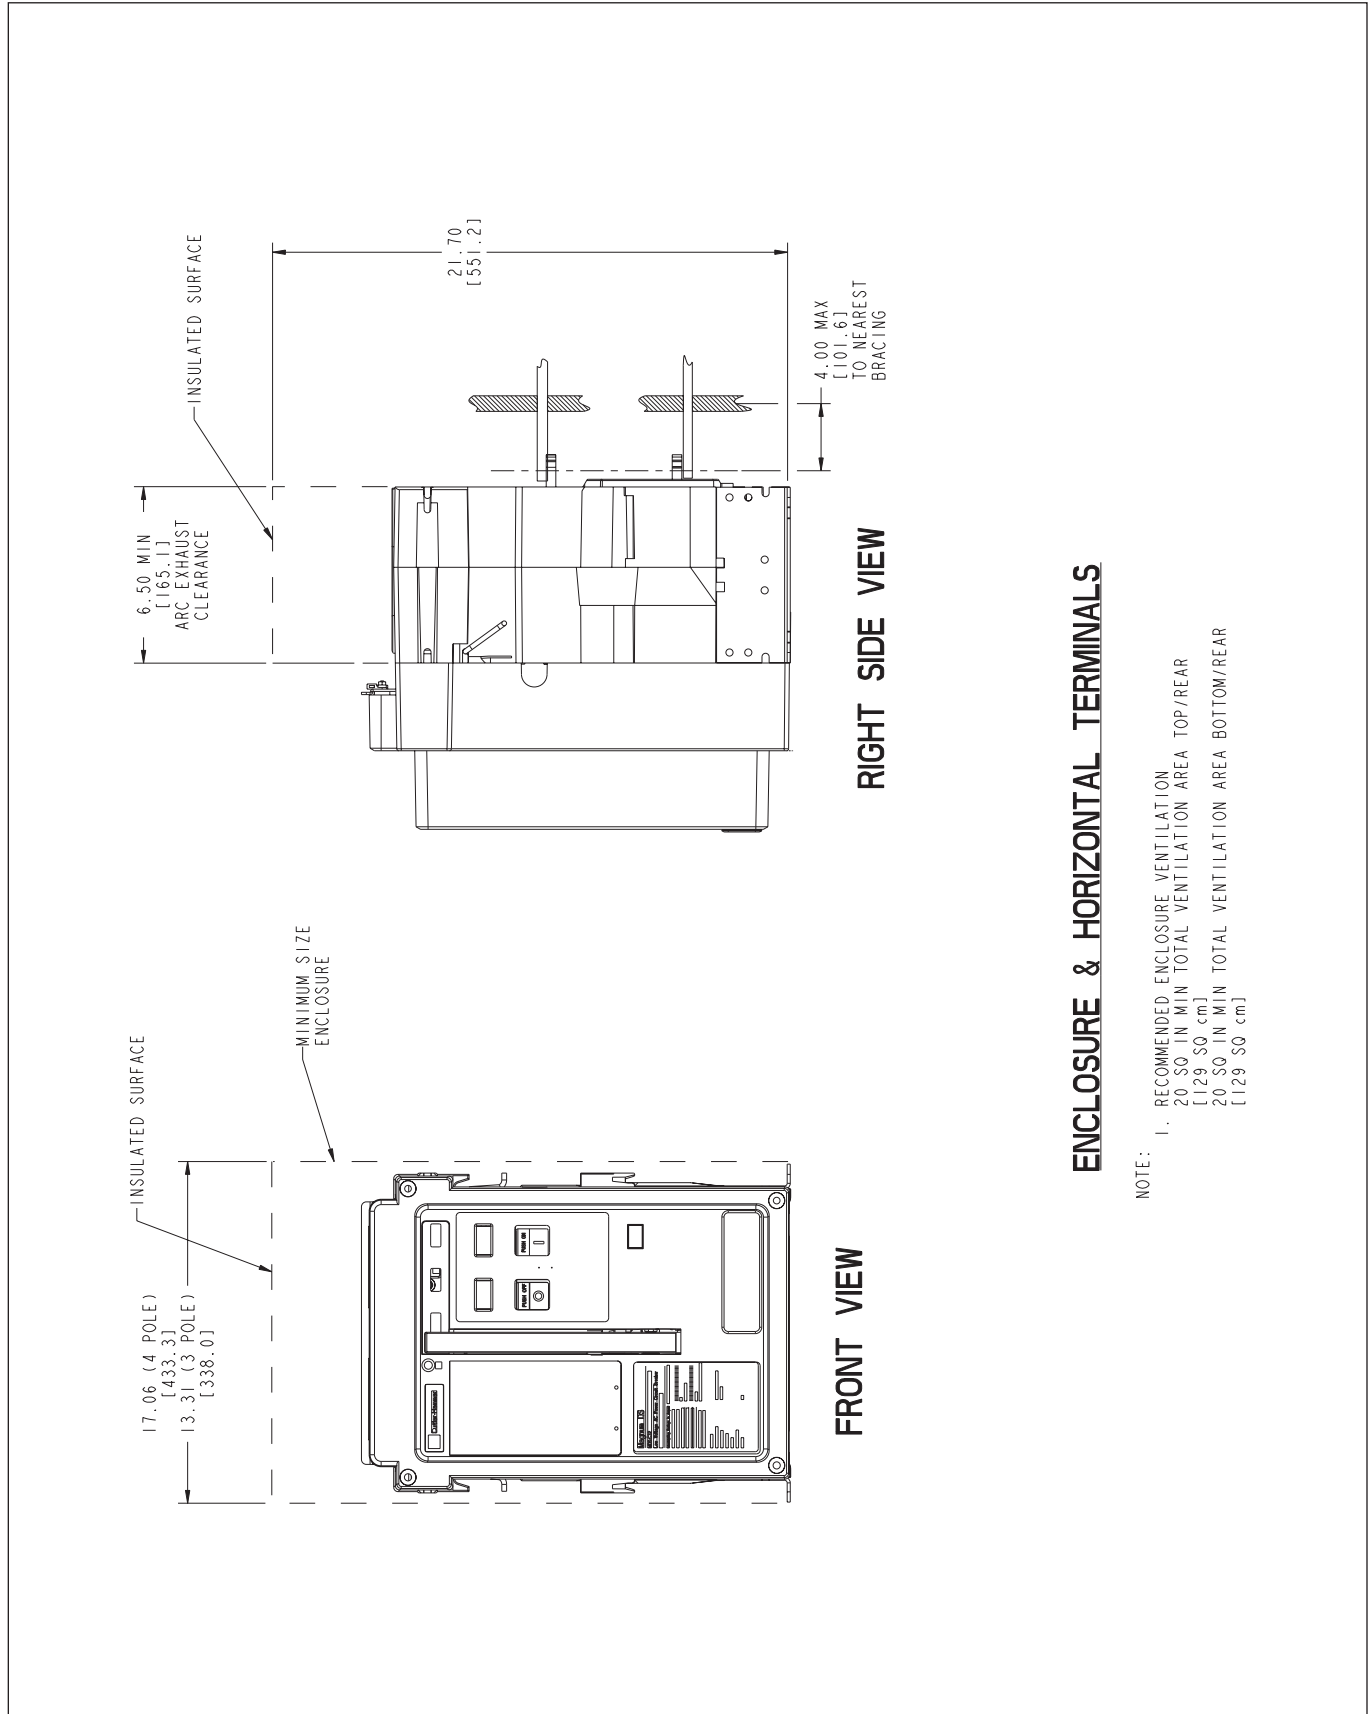 17.06 (4 POLE)
[433.3]
13.31 (3 POLE)
[338.0]
INSULATED SURFACE
MINIMUM SIZE
ENCLOSURE
PUSH OFF
PUSH ON
Cutler-Hammer
Magnum DS
FRONT VIEW
6.50 MIN
[165.1]
ARC EXHAUST
CLEARANCE
INSULATED SURFACE
21.70
[551.2]
4.00 MAX
[101.6]
TO NEAREST
BRACING
RIGHT SIDE VIEW
ENCLOSURE & HORIZONTAL TERMINALS
NOTE:
1. RECOMMENDED ENCLOSURE VENTILATION
20 SQ IN MIN TOTAL VENTILATION AREA TOP/REAR
[129 SQ cm]
20 SQ IN MIN TOTAL VENTILATION AREA BOTTOM/REAR
[129 SQ cm]